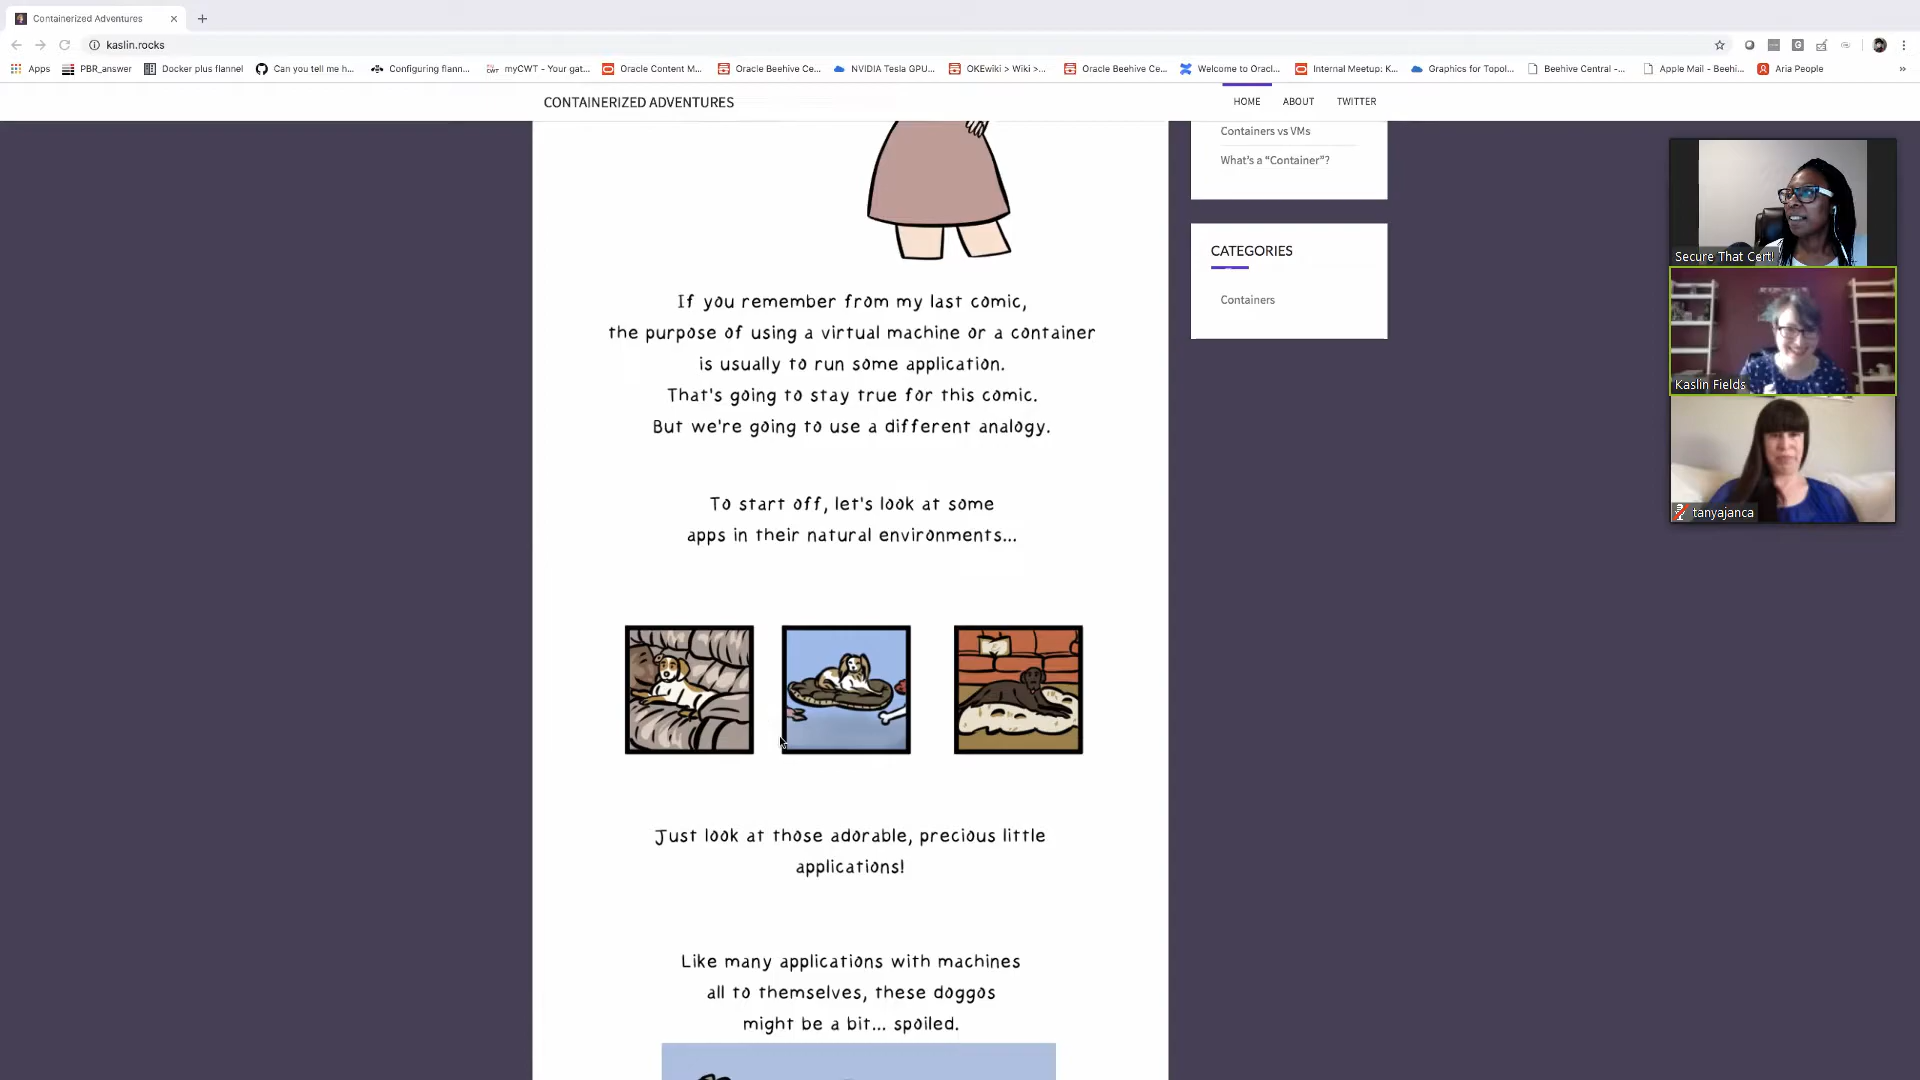 Containerized Adventures
kaslin.rocks
Apps
PBR_answer
Docker plus flannel
Can you tell me h...
Configuring flann...
myCWT - Your gat...
Oracle Content M...
Oracle Beehive Ce...
NVIDIA Tesla GPU...
OKEwiki > Wiki >...
Oracle Beehive Ce...
Welcome to Oracl...
Internal Meetup: K...
Graphics for Topol...
Beehive Central -...
Apple Mail - Beehi...
Aria People
CONTAINERIZED ADVENTURES
HOME
ABOUT
TWITTER
Containers vs VMs
What's a “Container”?
CATEGORIES
Containers
If you remember from my last comic,
the purpose of using a virtual machine or a container
is usually to run some application.
That's going to stay true for this comic.
But we're going to use a different analogy.
To start off, let's look at some
apps in their natural environments...
Just look at those adorable, precious little
applications!
Like many applications with machines
all to themselves, these doggos
might be a bit... spoiled.
Secure That Cert!
Kaslin Fields
tanyajanca